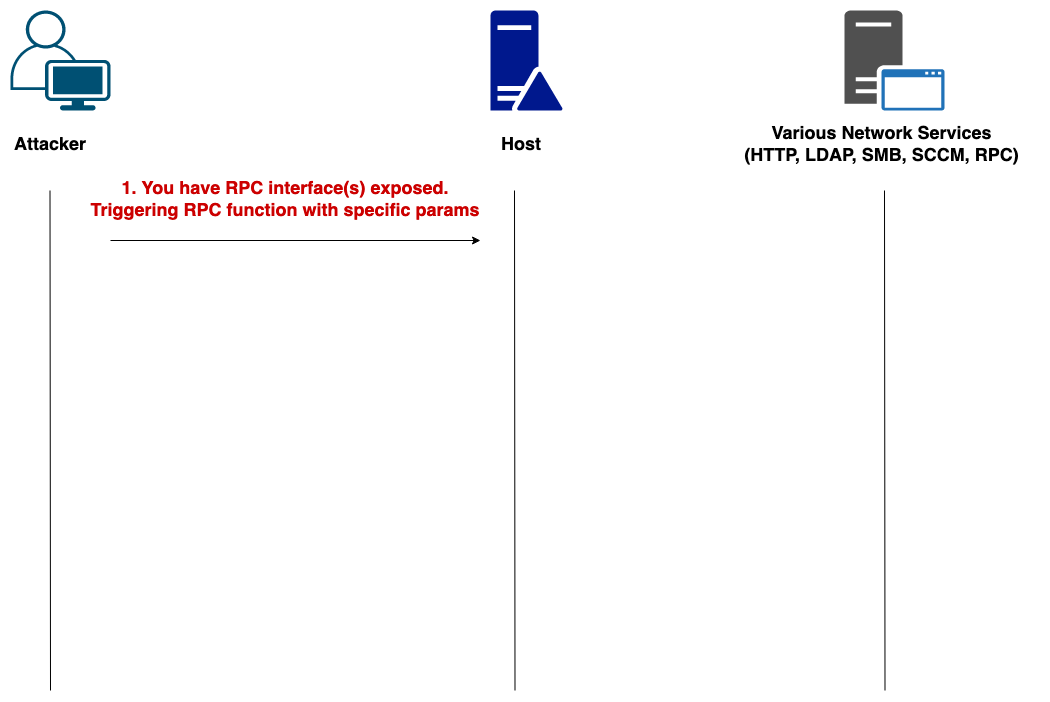 Attacker
Host
Various Network Services
(HTTP, LDAP, SMB, SCCM, RPC)
1. You have RPC interface(s) exposed.
Triggering RPC function with specific params